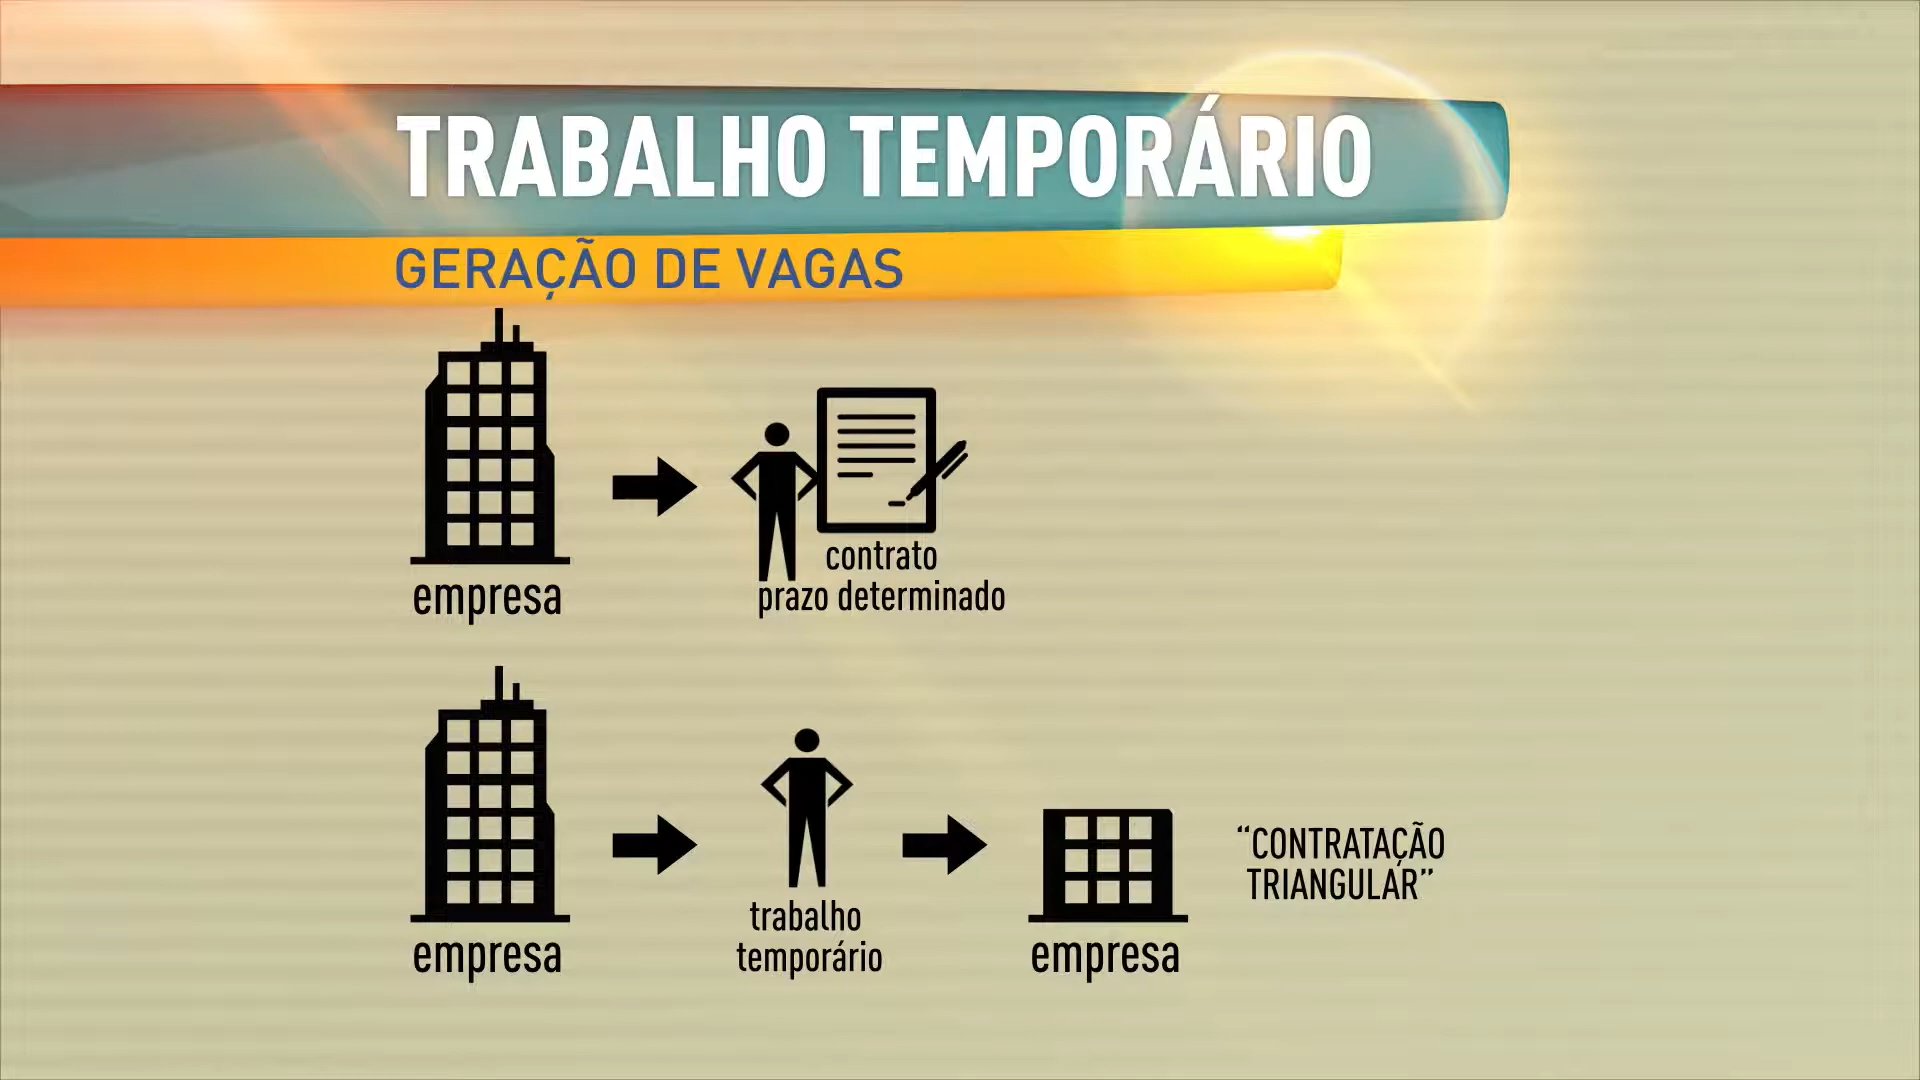 TRABALHO TEMPORÁRIO
GERAÇÃO DE VAGAS
empresa
contrato
prazo determinado
empresa
trabalho
temporário
empresa
“CONTRATAÇÃO
TRIANGULAR”